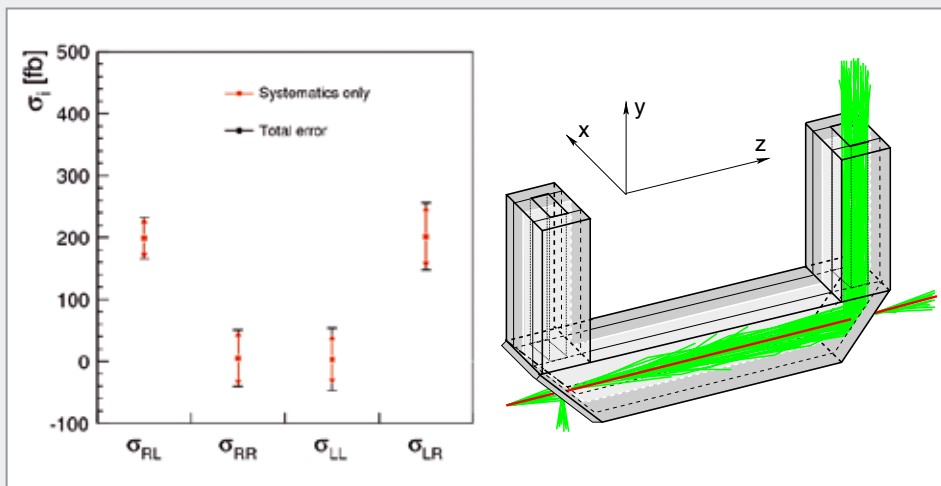 σi [fb]
500
400
300
200
100
0
-100
Systematics only
Total error
σRL
σRR
σLL
σLR
y
x
z